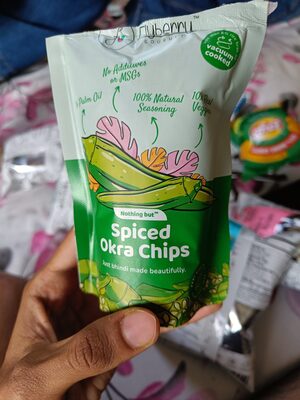 vacuum
cooked
No Additives
or MSGs
Palm Oil
100% Natural
Seasoning
Vegan
Nothing but™
Spiced
Okra Chips
Just bhindi made beautifully.